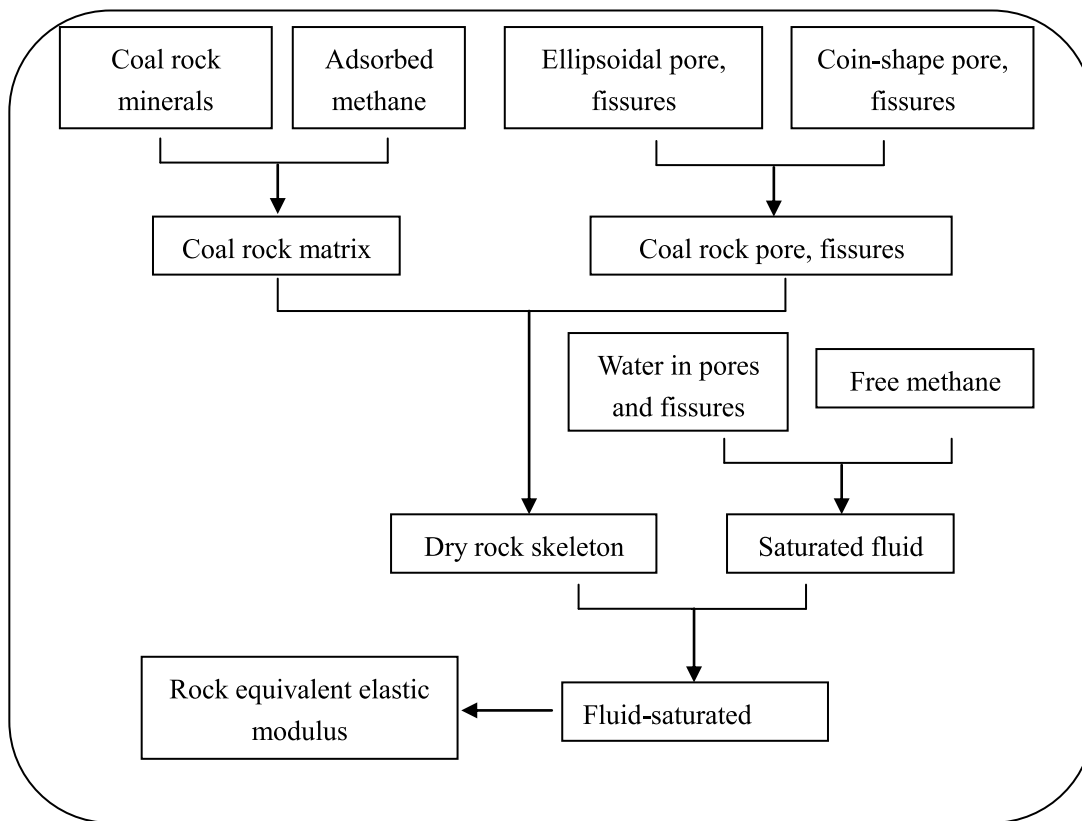 Coal rock
minerals
Adsorbed
methane
Ellipsoidal pore,
fissures
Coin-shape pore,
fissures
Coal rock matrix
Coal rock pore, fissures
Water in pores
and fissures
Free methane
Dry rock skeleton
Saturated fluid
Rock equivalent elastic
modulus
Fluid-saturated